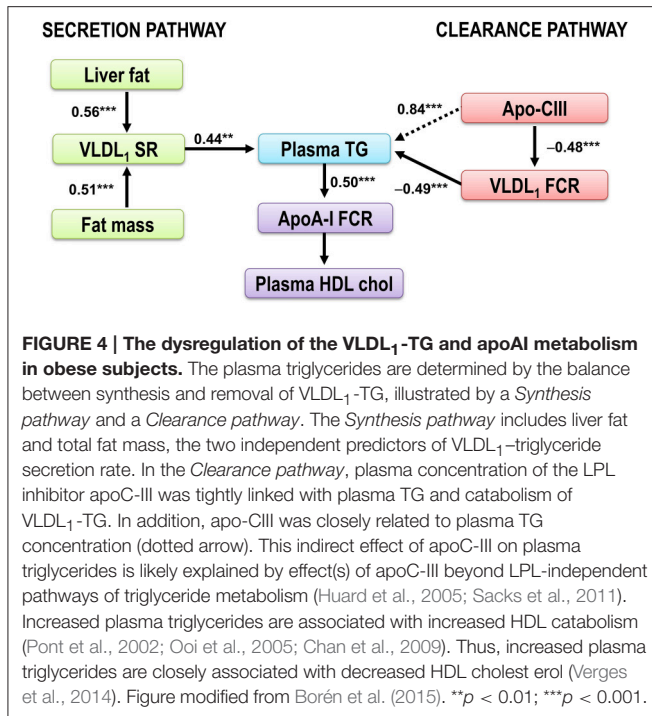 SECRETION PATHWAY
CLEARANCE PATHWAY
Liver fat
0.56***
VLDL1 SR
0.44**
0.51***
Fat mass
Plasma TG
0.50***
ApoA-I FCR
Plasma HDL chol
0.84***
Apo-CIII
–0.48***
–0.49***
VLDL1 FCR
FIGURE 4 | The dysregulation of the VLDL1-TG and apoAI metabolism
in obese subjects. The plasma triglycerides are determined by the balance
between synthesis and removal of VLDL1-TG, illustrated by a Synthesis
pathway and a Clearance pathway. The Synthesis pathway includes liver fat
and total fat mass, the two independent predictors of VLDL1–triglyceride
secretion rate. In the Clearance pathway, plasma concentration of the LPL
inhibitor apoC-III was tightly linked with plasma TG and catabolism of
VLDL1-TG. In addition, apo-CIII was closely related to plasma TG
concentration (dotted arrow). This indirect effect of apoC-III on plasma
triglycerides is likely explained by effect(s) of apoC-III beyond LPL-independent
pathways of triglyceride metabolism (Huard et al., 2005; Sacks et al., 2011).
Increased plasma triglycerides are associated with increased HDL catabolism
(Pont et al., 2002; Ooi et al., 2005; Chan et al., 2009). Thus, increased plasma
triglycerides are closely associated with decreased HDL cholest erol (Verges
et al., 2014). Figure modified from Borén et al. (2015). **p < 0.01; ***p < 0.001.